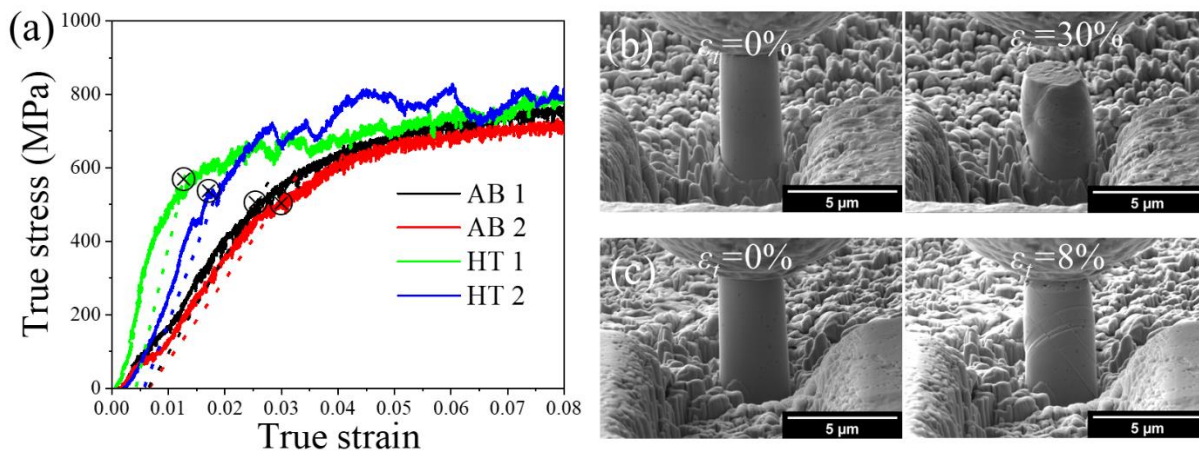 (a)
True stress (MPa)
1000
800
600
400
200
0
AB 1
AB 2
HT 1
HT 2
0.00 0.01 0.02 0.03 0.04 0.05 0.06 0.07 0.08
True strain
(b)
εt=0%
5 µm
εt=30%
5 µm
(c)
εt=0%
5 µm
εt=8%
5 µm